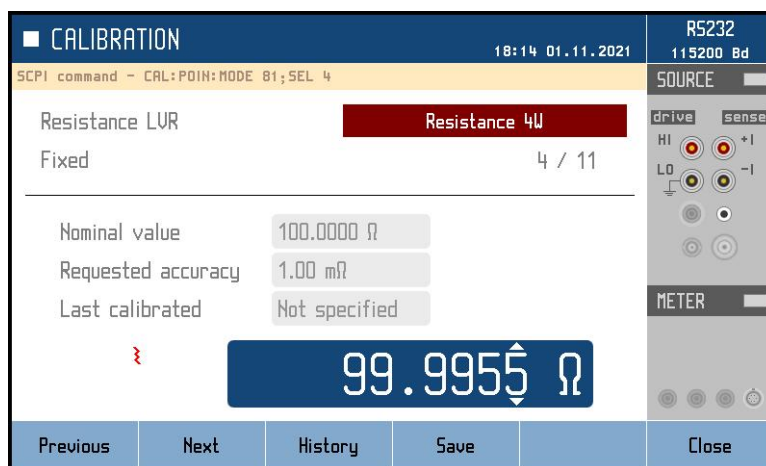 CALIBRATION
18:14 01.11.2021
RS232
115200 Bd
SCPI command - CAL:POIN:MODE 81;SEL 4
SOURCE
Resistance LVR
Resistance 4W
Fixed
4 / 11
drive sense
HI +I
LO -I
Nominal value 100.0000 Ω
Requested accuracy 1.00 mΩ
Last calibrated Not specified
METER
99.9955 Ω
Previous Next History Save Close